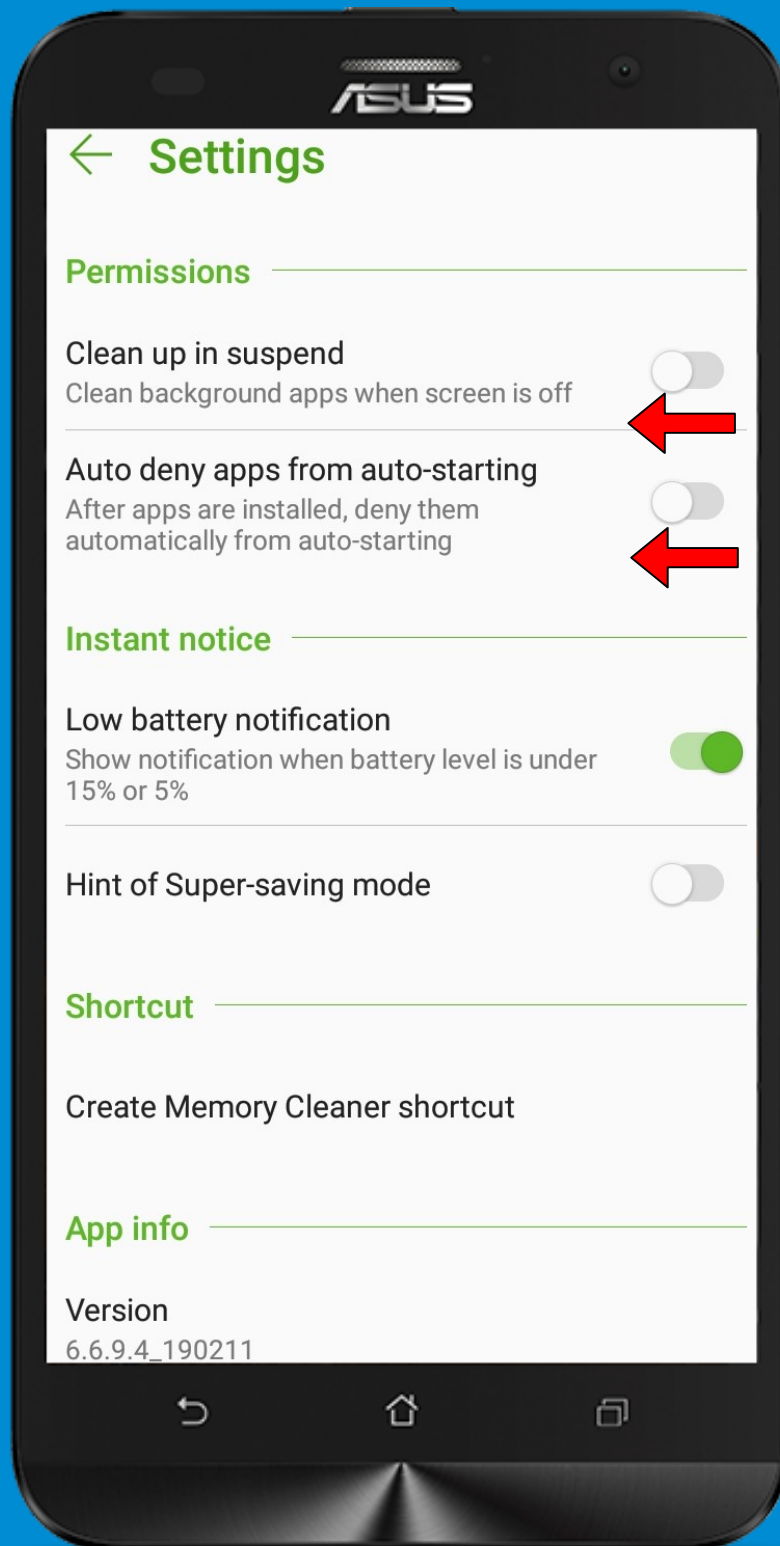 ASUS
Settings
Permissions
Clean up in suspend
Clean background apps when screen is off
Auto deny apps from auto-starting
After apps are installed, deny them
automatically from auto-starting
Instant notice
Low battery notification
Show notification when battery level is under
15% or 5%
Hint of Super-saving mode
Shortcut
Create Memory Cleaner shortcut
App info
Version
6.6.9.4_190211